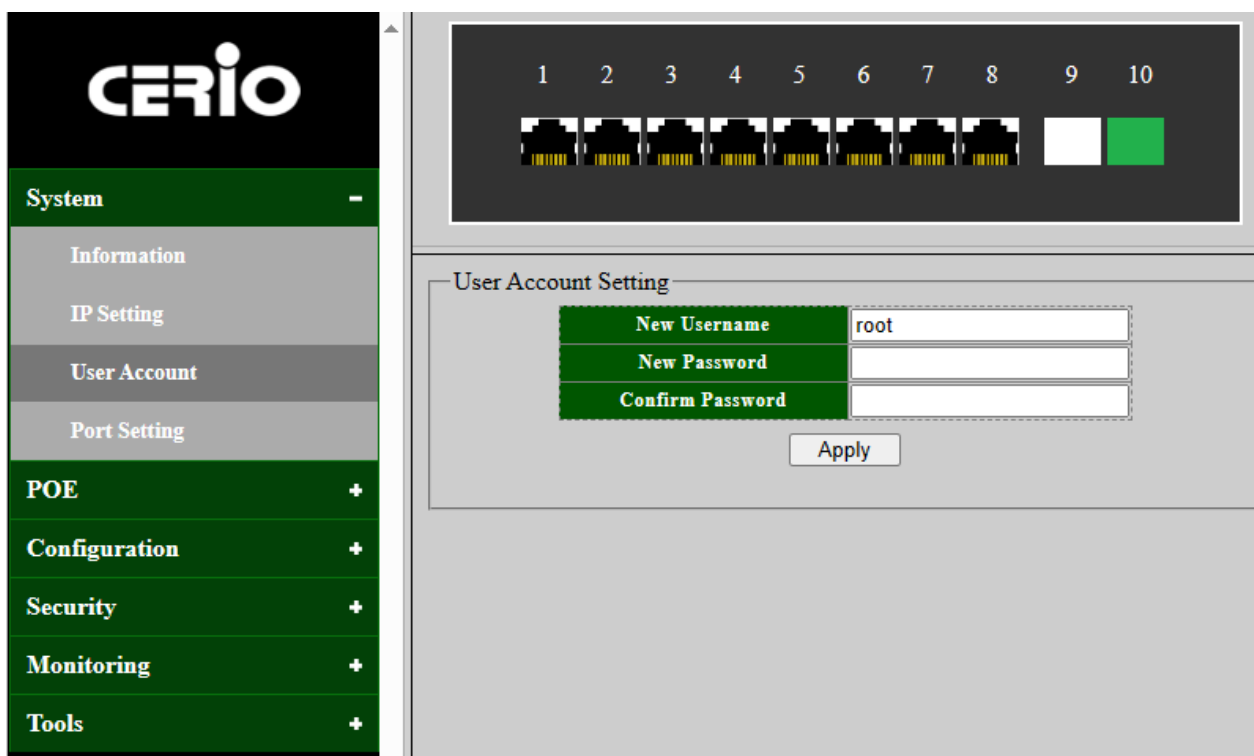 CERIO
System
Information
IP Setting
User Account
Port Setting
POE
Configuration
Security
Monitoring
Tools
1 2 3 4 5 6 7 8 9 10
User Account Setting
New Username root
New Password
Confirm Password
Apply